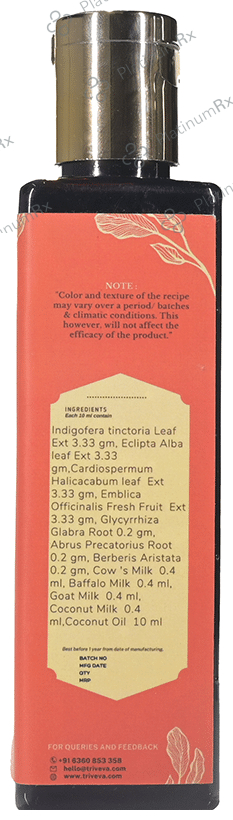 PlatinumRx
NOTE:
"Color and texture of the recipe
may vary over a period/ batches
& climatic conditions. This
however, will not affect the
efficacy of the product."
INGREDIENTS
Each 10 ml contain
Indigofera tinctoria Leaf
Ext 3.33 gm, Eclipta Alba
leaf Ext 3.33
gm,Cardiospermum
Halicacabum leaf Ext
3.33 gm, Emblica
Officinalis Fresh Fruit Ext
3.33 gm, Glycyrrhiza
Glabra Root 0.2 gm,
Abrus Precatorius Root
0.2 gm, Berberis Aristata
0.2 gm, Cow 's Milk 0.4
ml, Baffalo Milk 0.4 ml,
Goat Milk 0.4 ml,
Coconut Milk 0.4
ml,Coconut Oil 10 ml
Best before 1 year from date of manufacturing.
BATCH NO
MFG DATE
QTY
MRP
FOR QUERIES AND FEEDBACK
+91 6360 853 358
hello@triveva.com
www.triveva.com